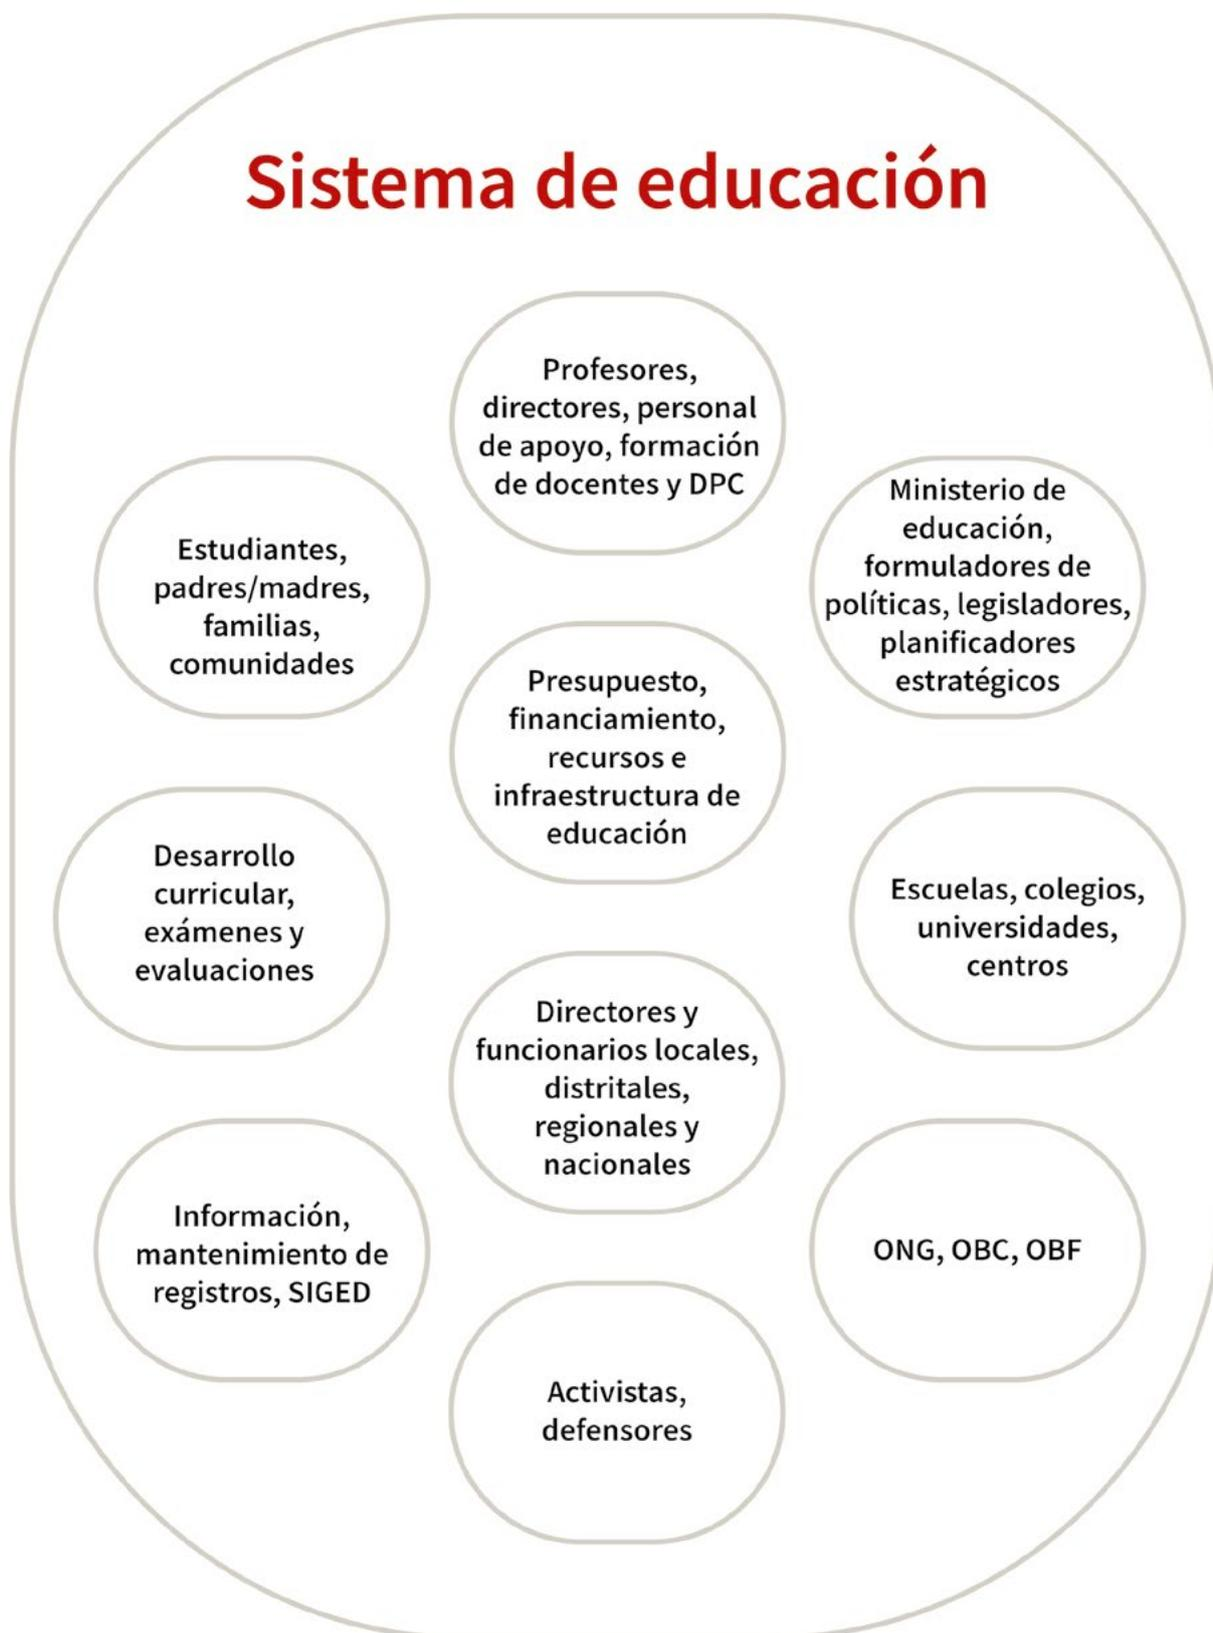 Sistema de educación
Profesores,
directores, personal
de apoyo, formación
de docentes y DPC
Estudiantes,
padres/madres,
familias,
comunidades
Ministerio de
educación,
formuladores de
políticas, legisladores,
planificadores
estratégicos
Presupuesto,
financiamiento,
recursos e
infraestructura de
educación
Desarrollo
curricular,
exámenes y
evaluaciones
Escuelas, colegios,
universidades,
centros
Directores y
funcionarios locales,
distritales,
regionales y
nacionales
Información,
mantenimiento de
registros, SIGED
ONG, OBC, OBF
Activistas,
defensores